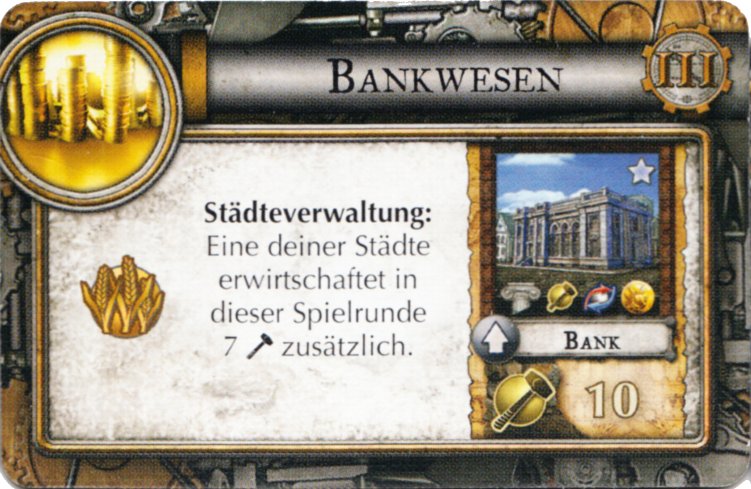 Bankwesen
III
Städteverwaltung:
Eine deiner Städte
erwirtschaftet in
dieser Spielrunde
7 zusätzlich.
Bank
10